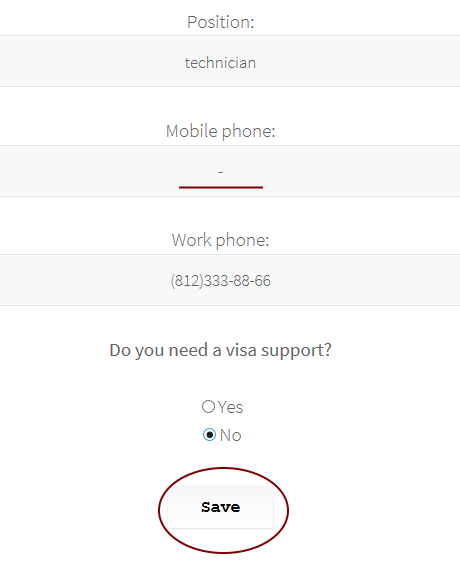 Position:
technician
Mobile phone:
-
Work phone:
(812)333-88-66
Do you need a visa support?
Yes
No
Save